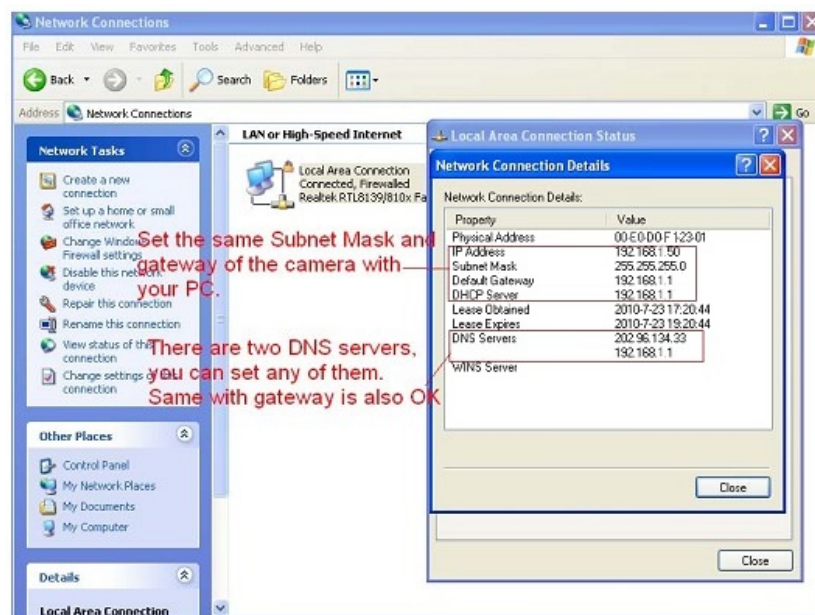 Network Connections
File Edit View Favorites Tools Advanced Help
Back Search Folders
Address Network Connections Go
Network Tasks
Create a new
connection
Set up a home or small
office network
Change Windows
Firewall settings
Disable this network
device
Repair this connection
Rename this connection
View status of this
connection
Change settings of this
connection
Other Places
Control Panel
My Network Places
My Documents
My Computer
Details
Local Area Connection
LAN or High-Speed Internet
Local Area Connection
Connected, Firewalled
Realtek RTL8139/810x Fa
Set the same Subnet Mask and
gateway of the camera with
your PC.
There are two DNS servers,
you can set any of them.
Same with gateway is also OK
Local Area Connection Status
Network Connection Details
Network Connection Details:
Property Value
Physical Address 00-E0-D0-F1-23-01
IP Address 192.168.1.50
Subnet Mask 255.255.255.0
Default Gateway 192.168.1.1
DHCP Server 192.168.1.1
Lease Obtained 2010-7-23 17:20:44
Lease Expires 2010-7-23 19:20:44
DNS Servers 202.96.134.33
192.168.1.1
WINS Server
Close
Close